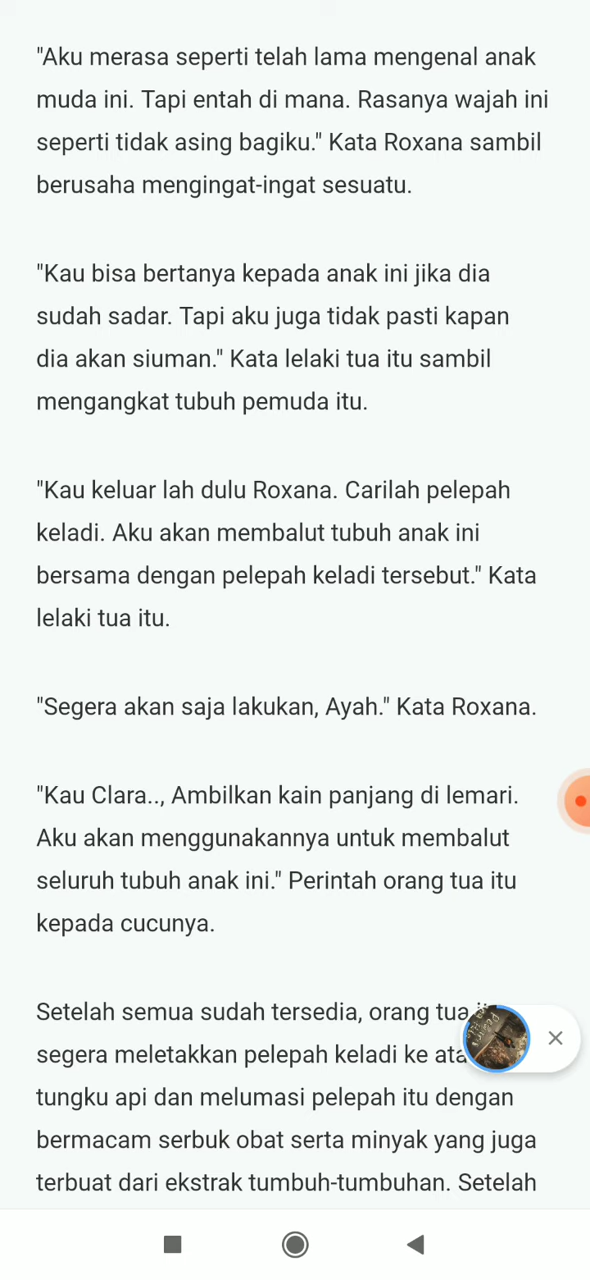 "Aku merasa seperti telah lama mengenal anak
muda ini. Tapi entah di mana. Rasanya wajah ini
seperti tidak asing bagiku." Kata Roxana sambil
berusaha mengingat-ingat sesuatu.
"Kau bisa bertanya kepada anak ini jika dia
sudah sadar. Tapi aku juga tidak pasti kapan
dia akan siuman." Kata lelaki tua itu sambil
mengangkat tubuh pemuda itu.
"Kau keluar lah dulu Roxana. Carilah pelepah
keladi. Aku akan membalut tubuh anak ini
bersama dengan pelepah keladi tersebut." Kata
lelaki tua itu.
"Segera akan saja lakukan, Ayah." Kata Roxana.
"Kau Clara.., Ambilkan kain panjang di lemari.
Aku akan menggunakannya untuk membalut
seluruh tubuh anak ini." Perintah orang tua itu
kepada cucunya.
Setelah semua sudah tersedia, orang tua
segera meletakkan pelepah keladi ke
tungku api dan melumasi pelepah itu dengan
bermacam serbuk obat serta minyak yang juga
terbuat dari ekstrak tumbuh-tumbuhan. Setelah